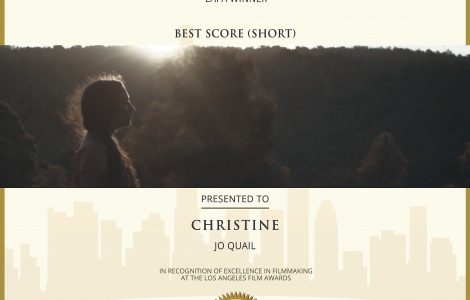 BEST SCORE (SHORT)
PRESENTED TO
CHRISTINE
JO QUAIL
IN RECOGNITION OF EXCELLENCE IN FILMMAKING
AT THE LOS ANGELES FILM AWARDS